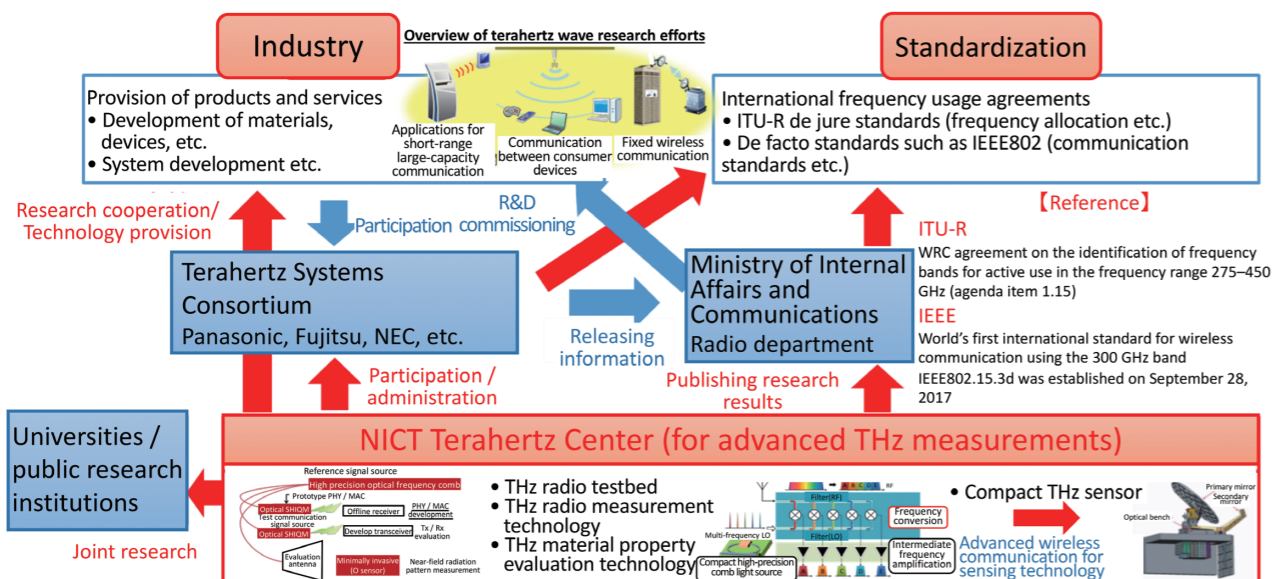 Industry
Overview of terahertz wave research efforts
Standardization
Provision of products and services
• Development of materials,
devices, etc.
• System development etc.
Applications for
short-range
large-capacity
communication
Communication
between consumer
devices
Fixed wireless
communication
International frequency usage agreements
• ITU-R de jure standards (frequency allocation etc.)
• De facto standards such as IEEE802 (communication
standards etc.)
Research cooperation/
Technology provision
Participation
R&D
commissioning
【Reference】
ITU-R
WRC agreement on the identification of frequency
bands for active use in the frequency range 275–450
GHz (agenda item 1.15)
IEEE
World's first international standard for wireless
communication using the 300 GHz band
IEEE802.15.3d was established on September 28,
2017
Terahertz Systems
Consortium
Panasonic, Fujitsu, NEC, etc.
Releasing
information
Ministry of Internal
Affairs and
Communications
Radio department
Participation /
administration
Publishing research
results
Universities /
public research
institutions
Joint research
NICT Terahertz Center (for advanced THz measurements)
Reference signal source
High precision optical frequency comb
Prototype PHY / MAC
Optical SHIQM
Offline receiver
PHY / MAC
development
Test communication
signal source
Optical SHIQM
Develop transceiver
Tx / Rx
evaluation
Evaluation
antenna
Minimally invasive
(O sensor)
Near-field radiation
pattern measurement
• THz radio testbed
• THz radio measurement
technology
• THz material property
evaluation technology
A B C D E RF
Filter(RF)
Multi-frequency LO
Filter(LO)
Frequency
conversion
Compact high-precision
comb light source
A B C D E
Intermediate
frequency
amplification
• Compact THz sensor
Advanced wireless
communication for
sensing technology
Primary mirror
Secondary
mirror
Optical bench